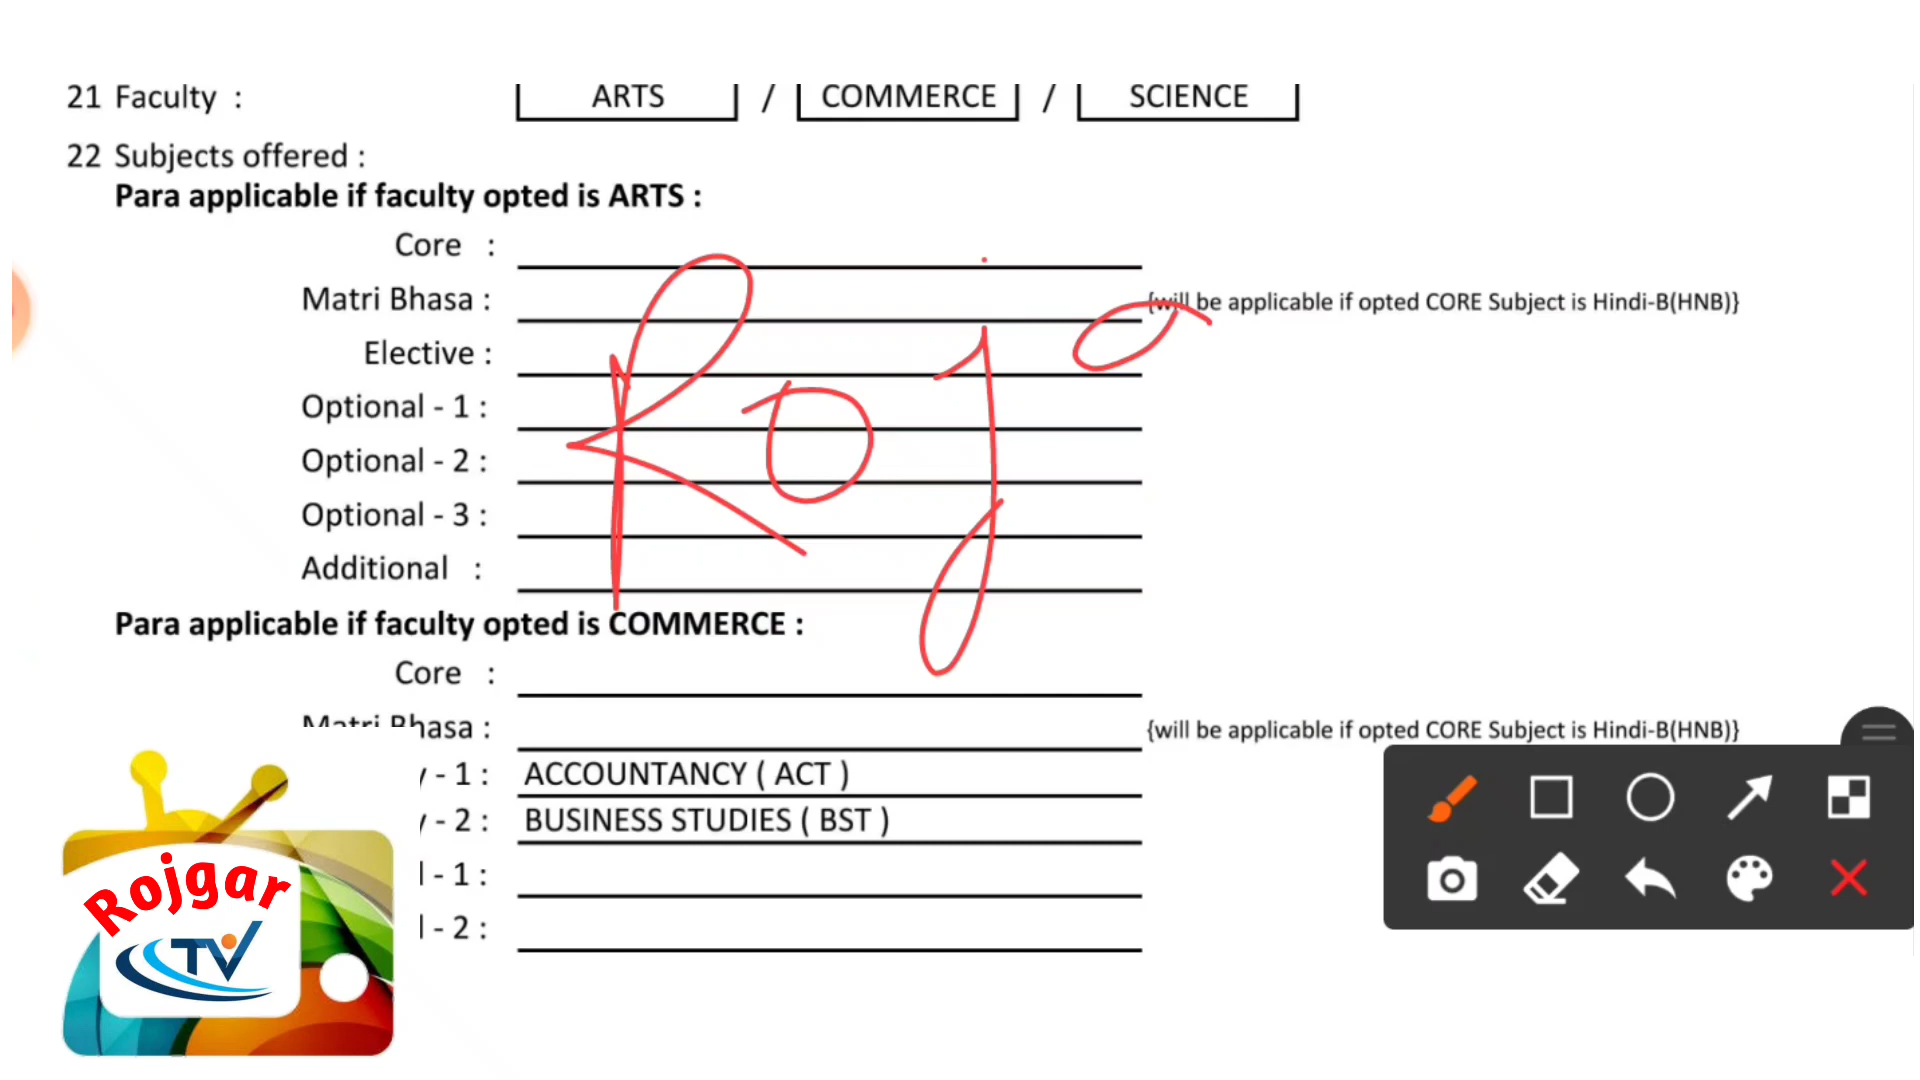 21 Faculty : ARTS / COMMERCE / SCIENCE
22 Subjects offered :
Para applicable if faculty opted is ARTS :
Core :
Matri Bhasa : {will be applicable if opted CORE Subject is Hindi-B(HNB)}
Elective :
Optional - 1 :
Optional - 2 :
Optional - 3 :
Additional :
Roj
Para applicable if faculty opted is COMMERCE :
Core :
Matri Bhasa : {will be applicable if opted CORE Subject is Hindi-B(HNB)}
- 1 : ACCOUNTANCY ( ACT )
- 2 : BUSINESS STUDIES ( BST )
- 1 :
- 2 :
Rojgar
TV